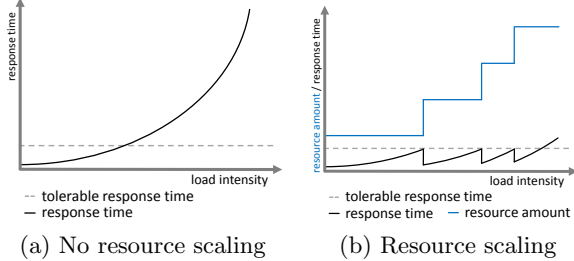 response time
load intensity
tolerable response time
response time
(a) No resource scaling
resource amount / response time
load intensity
tolerable response time
response time resource amount
(b) Resource scaling